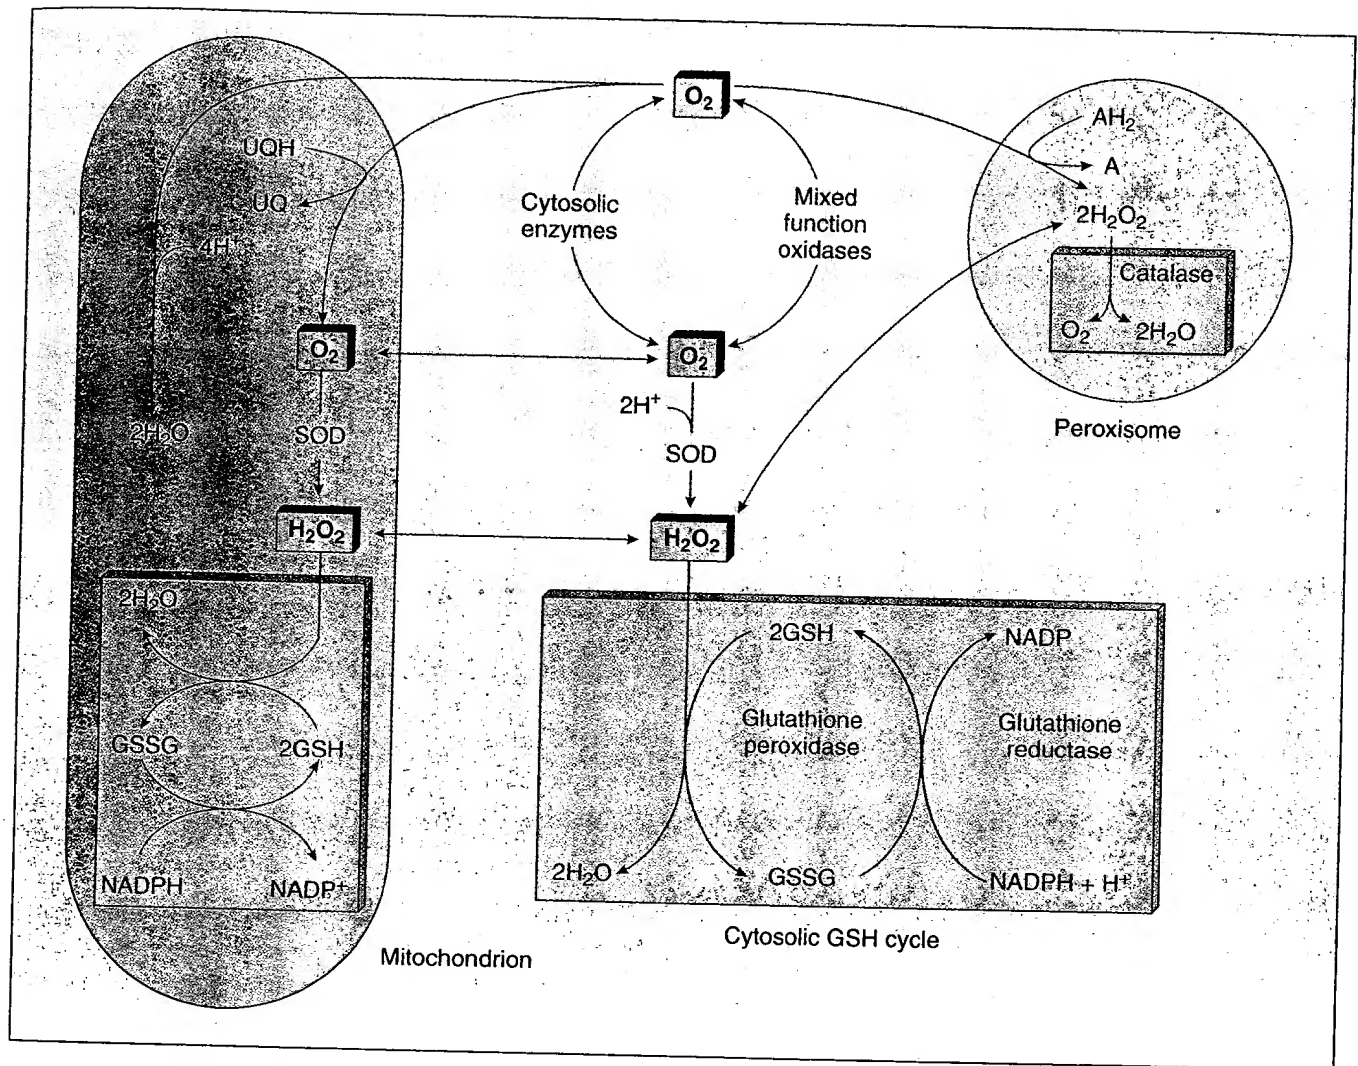 O₂
UQH
UQ
4H⁺
O₂⁻
2H₂O
SOD
H₂O₂
2H₂O
GSSG
2GSH
NADPH
NADP⁺
Mitochondrion
Cytosolic
enzymes
Mixed
function
oxidases
O₂⁻
2H⁺
SOD
H₂O₂
AH₂
A
2H₂O₂
Catalase
O₂
2H₂O
Peroxisome
2GSH
NADP
Glutathione
peroxidase
Glutathione
reductase
2H₂O
GSSG
NADPH + H⁺
Cytosolic GSH cycle